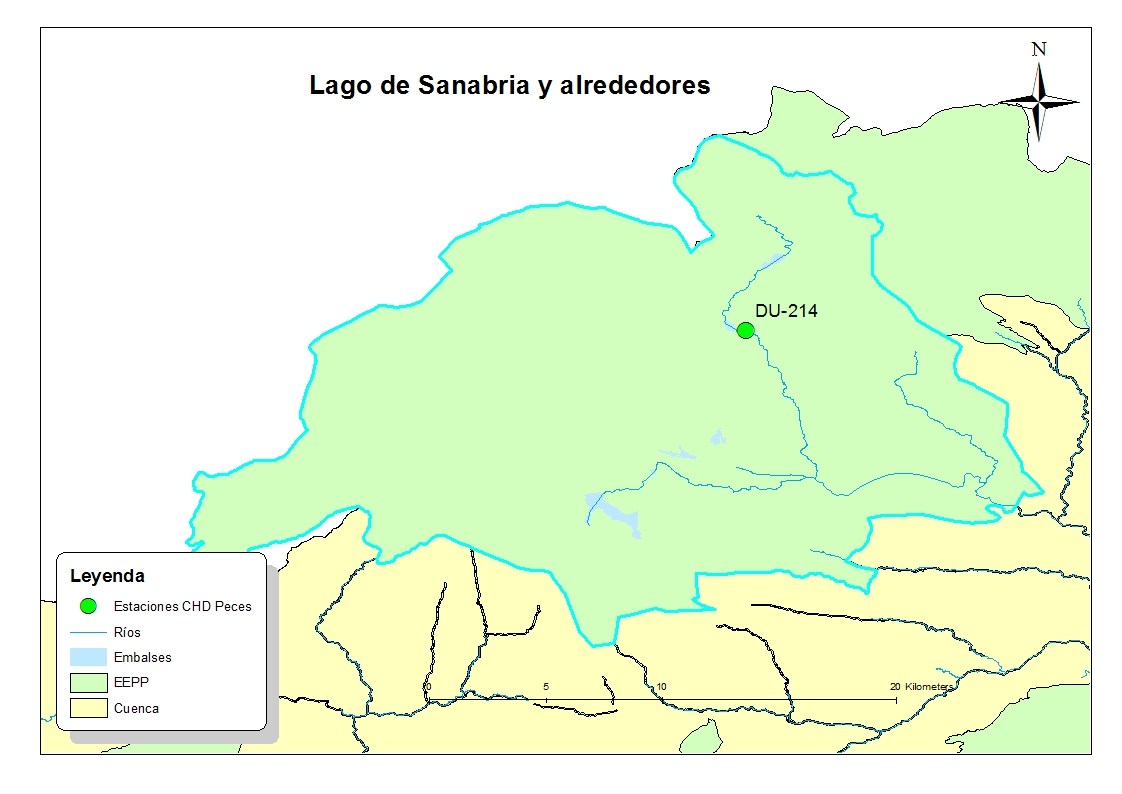 N
Lago de Sanabria y alrededores
DU-214
Leyenda
Estaciones CHD Peces
Ríos
Embalses
EEPP
Cuenca
0 5 10 20 Kilometers